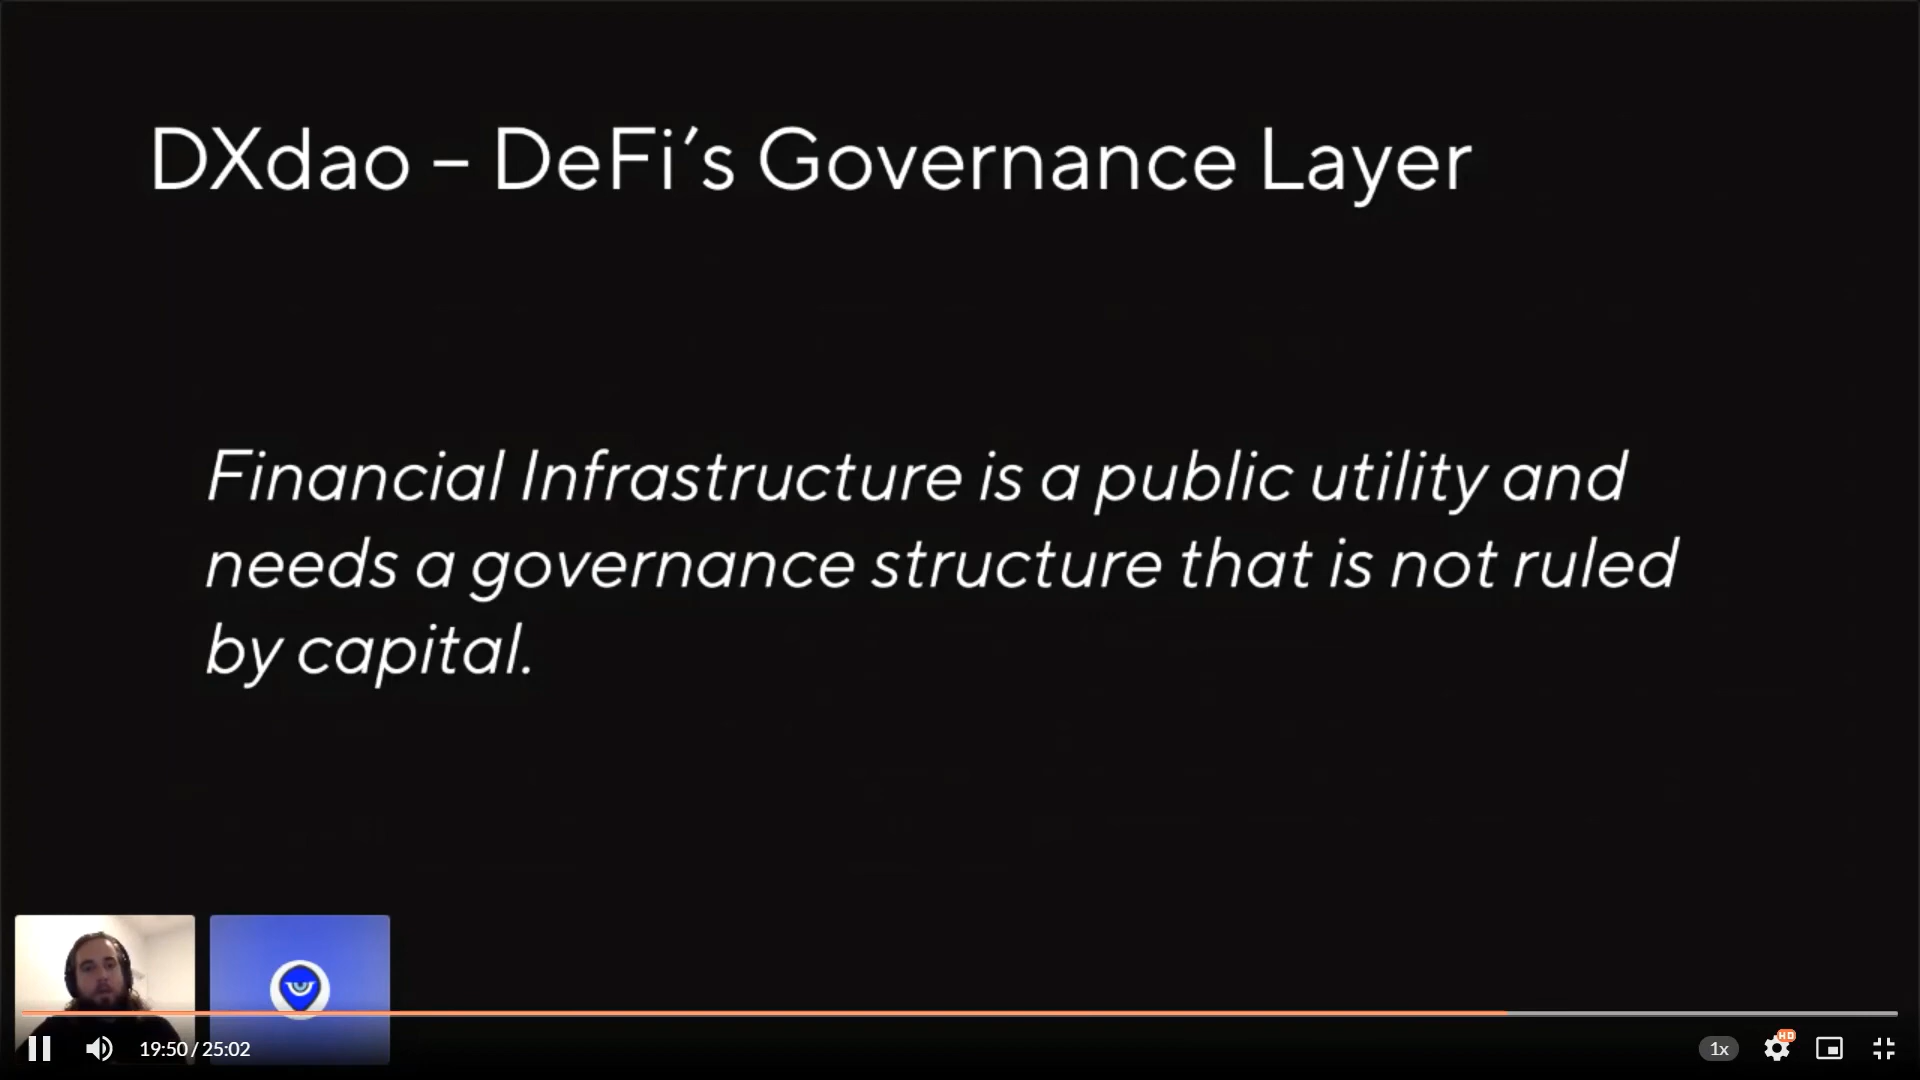 DXdao – DeFi’s Governance Layer
Financial Infrastructure is a public utility and
needs a governance structure that is not ruled
by capital.
19:50 / 25:02
1x
HD